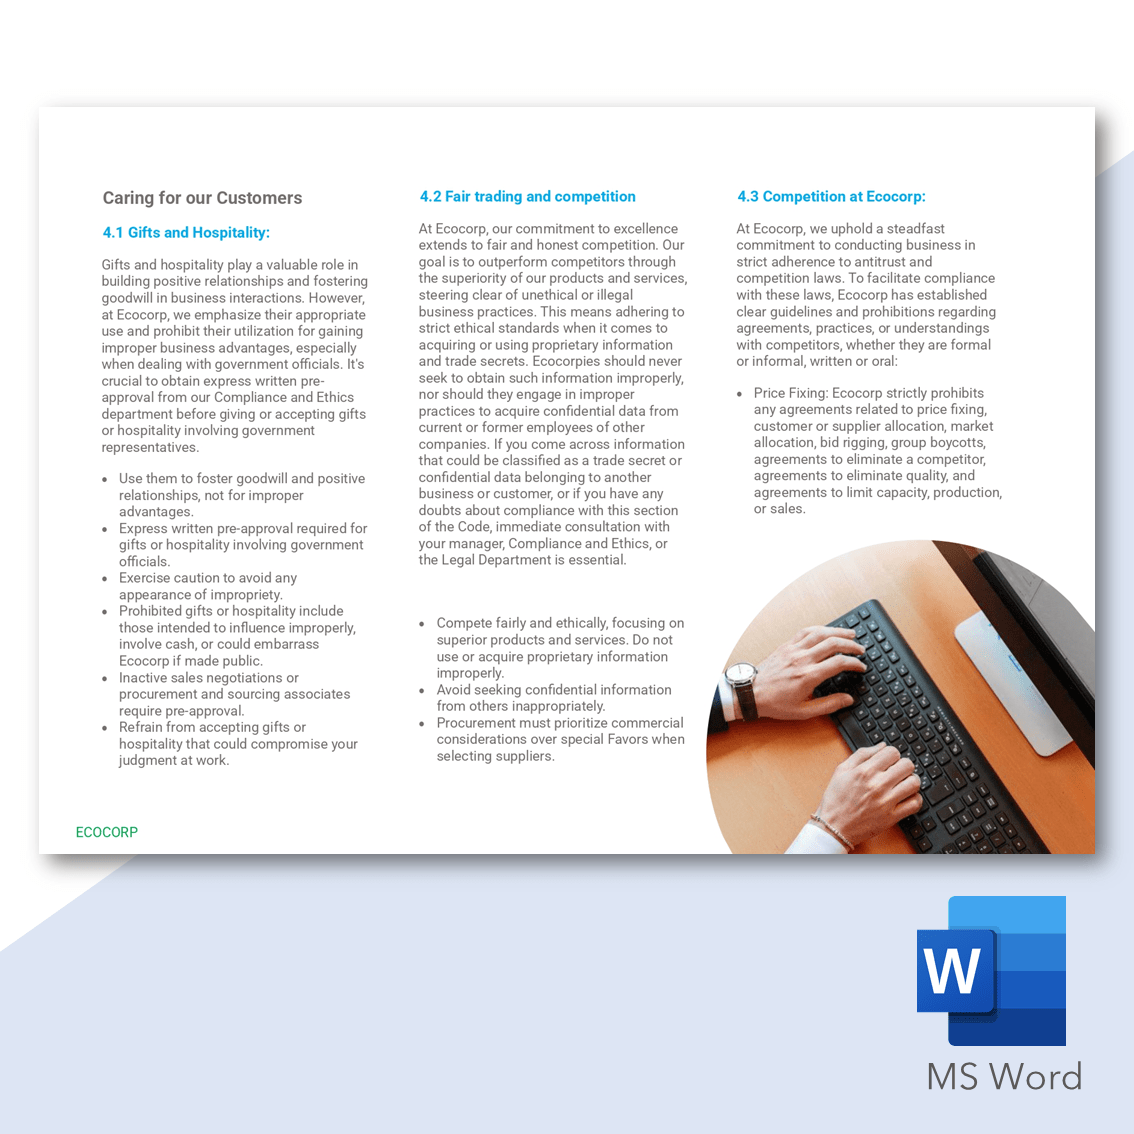 Caring for our Customers
4.1 Gifts and Hospitality:
Gifts and hospitality play a valuable role in
building positive relationships and fostering
goodwill in business interactions. However,
at Ecocorp, we emphasize their appropriate
use and prohibit their utilization for gaining
improper business advantages, especially
when dealing with government officials. It's
crucial to obtain express written pre-
approval from our Compliance and Ethics
department before giving or accepting gifts
or hospitality involving government
representatives.
• Use them to foster goodwill and positive
relationships, not for improper
advantages.
• Express written pre-approval required for
gifts or hospitality involving government
officials.
• Exercise caution to avoid any
appearance of impropriety.
• Prohibited gifts or hospitality include
those intended to influence improperly,
involve cash, or could embarrass
Ecocorp if made public.
• Inactive sales negotiations or
procurement and sourcing associates
require pre-approval.
• Refrain from accepting gifts or
hospitality that could compromise your
judgment at work.
4.2 Fair trading and competition
At Ecocorp, our commitment to excellence
extends to fair and honest competition. Our
goal is to outperform competitors through
the superiority of our products and services,
steering clear of unethical or illegal
business practices. This means adhering to
strict ethical standards when it comes to
acquiring or using proprietary information
and trade secrets. Ecocorpies should never
seek to obtain such information improperly,
nor should they engage in improper
practices to acquire confidential data from
current or former employees of other
companies. If you come across information
that could be classified as a trade secret or
confidential data belonging to another
business or customer, or if you have any
doubts about compliance with this section
of the Code, immediate consultation with
your manager, Compliance and Ethics, or
the Legal Department is essential.
• Compete fairly and ethically, focusing on
superior products and services. Do not
use or acquire proprietary information
improperly.
• Avoid seeking confidential information
from others inappropriately.
• Procurement must prioritize commercial
considerations over special Favors when
selecting suppliers.
4.3 Competition at Ecocorp:
At Ecocorp, we uphold a steadfast
commitment to conducting business in
strict adherence to antitrust and
competition laws. To facilitate compliance
with these laws, Ecocorp has established
clear guidelines and prohibitions regarding
agreements, practices, or understandings
with competitors, whether they are formal
or informal, written or oral:
• Price Fixing: Ecocorp strictly prohibits
any agreements related to price fixing,
customer or supplier allocation, market
allocation, bid rigging, group boycotts,
agreements to eliminate a competitor,
agreements to eliminate quality, and
agreements to limit capacity, production,
or sales.
ECOCORP
W
MS Word